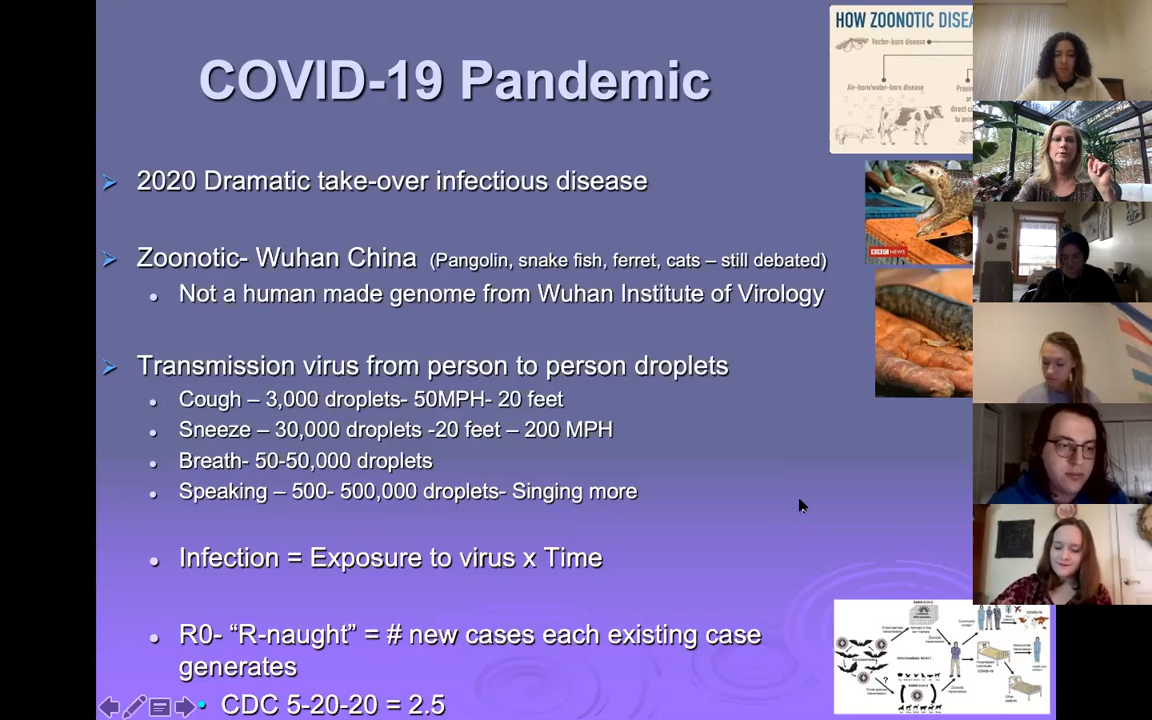 COVID-19 Pandemic
2020 Dramatic take-over infectious disease
Zoonotic- Wuhan China (Pangolin, snake fish, ferret, cats – still debated)
Not a human made genome from Wuhan Institute of Virology
Transmission virus from person to person droplets
Cough – 3,000 droplets- 50MPH- 20 feet
Sneeze – 30,000 droplets -20 feet – 200 MPH
Breath- 50-50,000 droplets
Speaking – 500- 500,000 droplets- Singing more
Infection = Exposure to virus x Time
R0- “R-naught” = # new cases each existing case
generates
CDC 5-20-20 = 2.5
HOW ZOONOTIC DISEA
Vector-born disease
Air-born/water-born disease
direct co
to anim
BBC NEWS